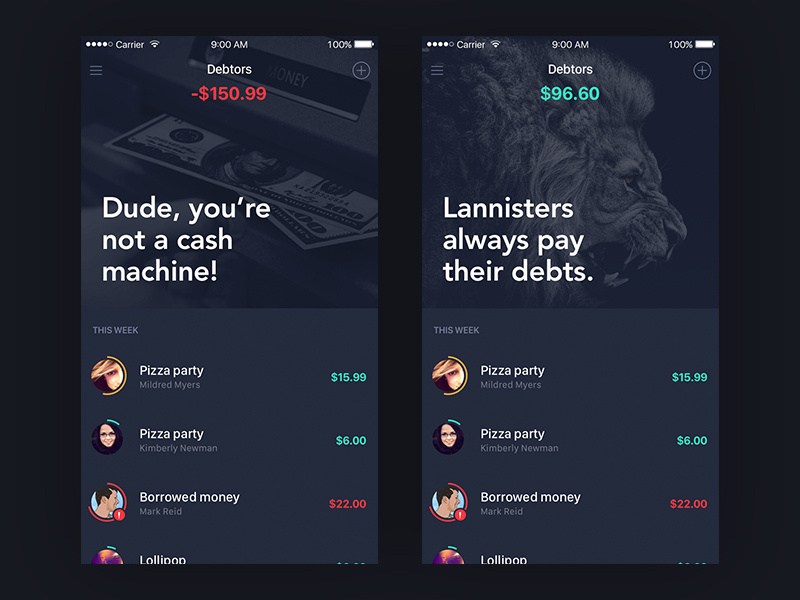 Carrier 9:00 AM 100%
Debtors
-$150.99
MONEY
100
Dude, you're
not a cash
machine!
THIS WEEK
Pizza party
Mildred Myers
$15.99
Pizza party
Kimberly Newman
$6.00
Borrowed money
Mark Reid
$22.00
Lollipop
Carrier 9:00 AM 100%
Debtors
$96.60
Lannisters
always pay
their debts.
THIS WEEK
Pizza party
Mildred Myers
$15.99
Pizza party
Kimberly Newman
$6.00
Borrowed money
Mark Reid
$22.00
Lollipop